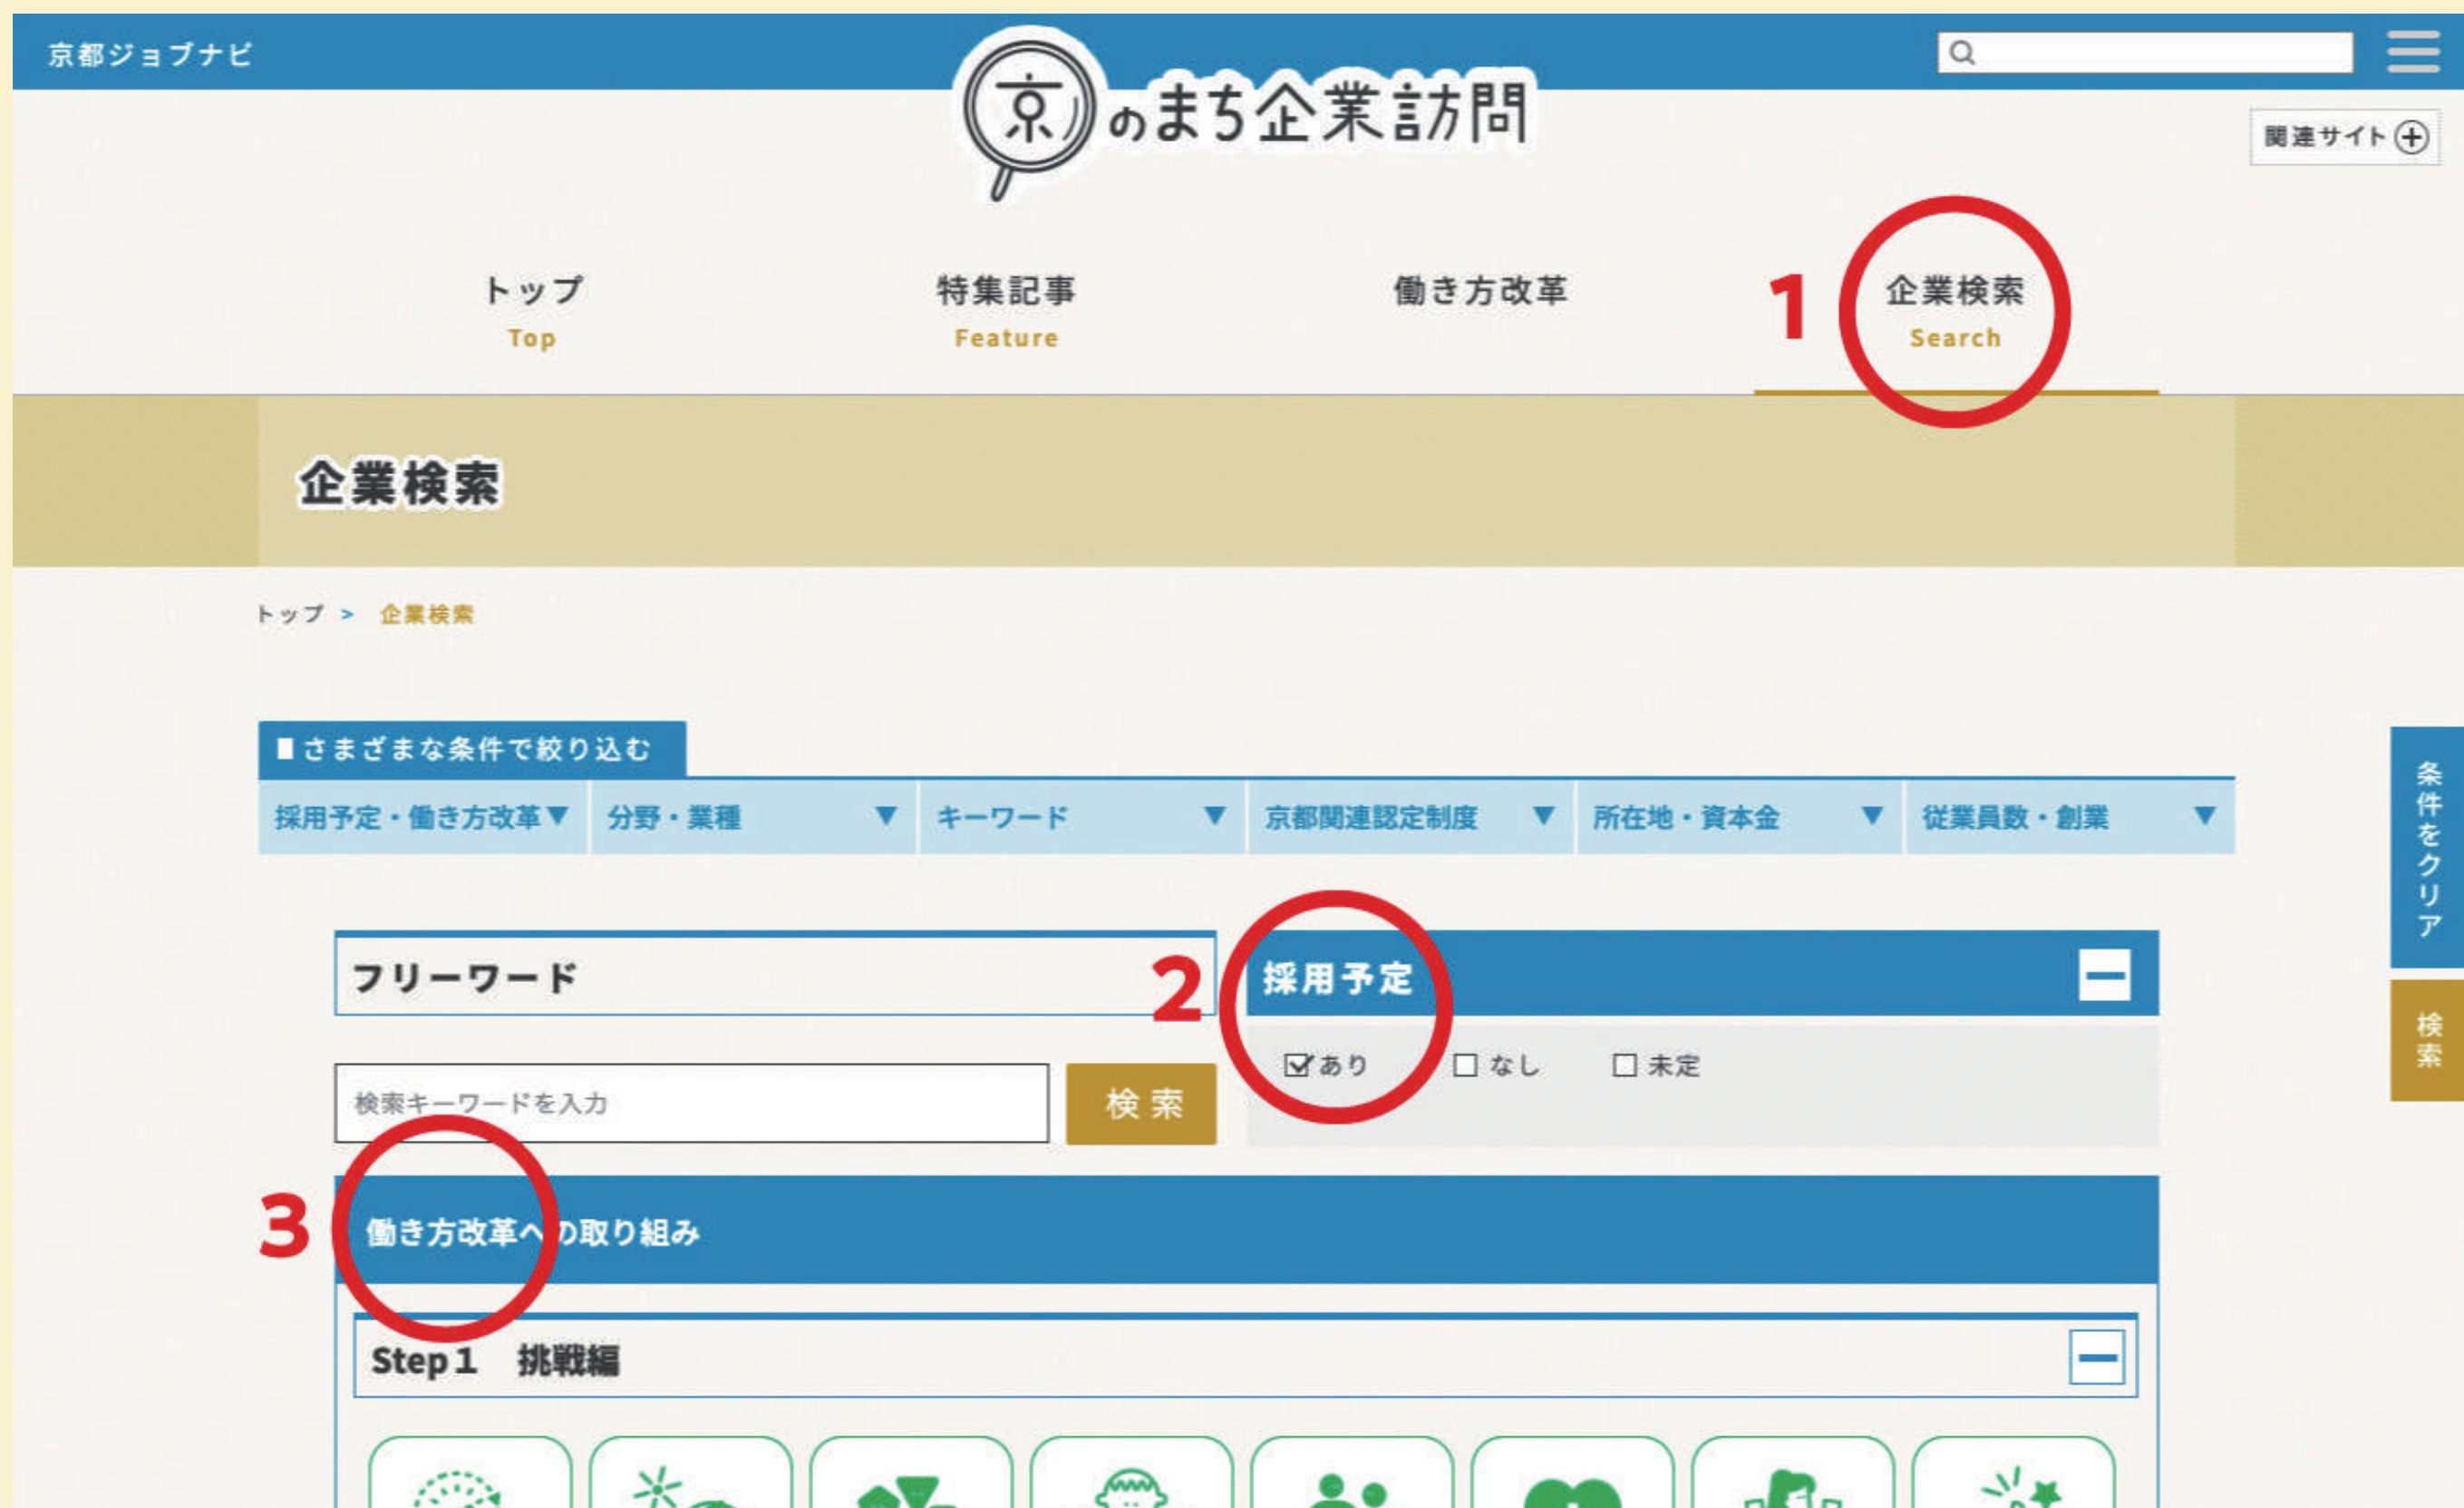 京都ジョブナビ
京のまち企業訪問
関連サイト
トップ
Top
特集記事
Feature
働き方改革
1
企業検索
Search
企業検索
トップ > 企業検索
■さまざまな条件で絞り込む
採用予定・働き方改革▼ 分野・業種 ▼ キーワード ▼ 京都関連認定制度 ▼ 所在地・資本金 ▼ 従業員数・創業 ▼
条件をクリア
検索
フリーワード
検索キーワードを入力
検索
2
採用予定
あり なし 未定
3
働き方改革への取り組み
Step1 挑戦編